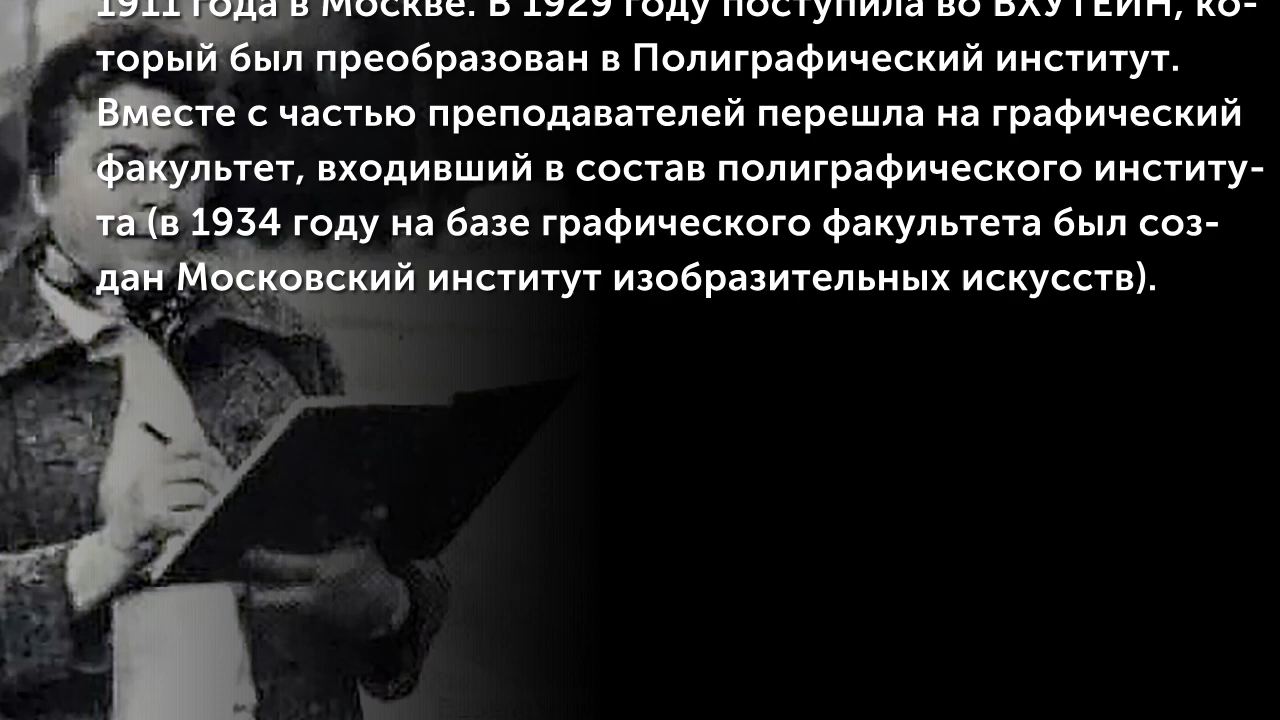 1911 года в Москве. В 1929 году поступила во ВХУТЕИН, ко-
торый был преобразован в Полиграфический институт.
Вместе с частью преподавателей перешла на графический
факультет, входивший в состав полиграфического институ-
та (в 1934 году на базе графического факультета был соз-
дан Московский институт изобразительных искусств).